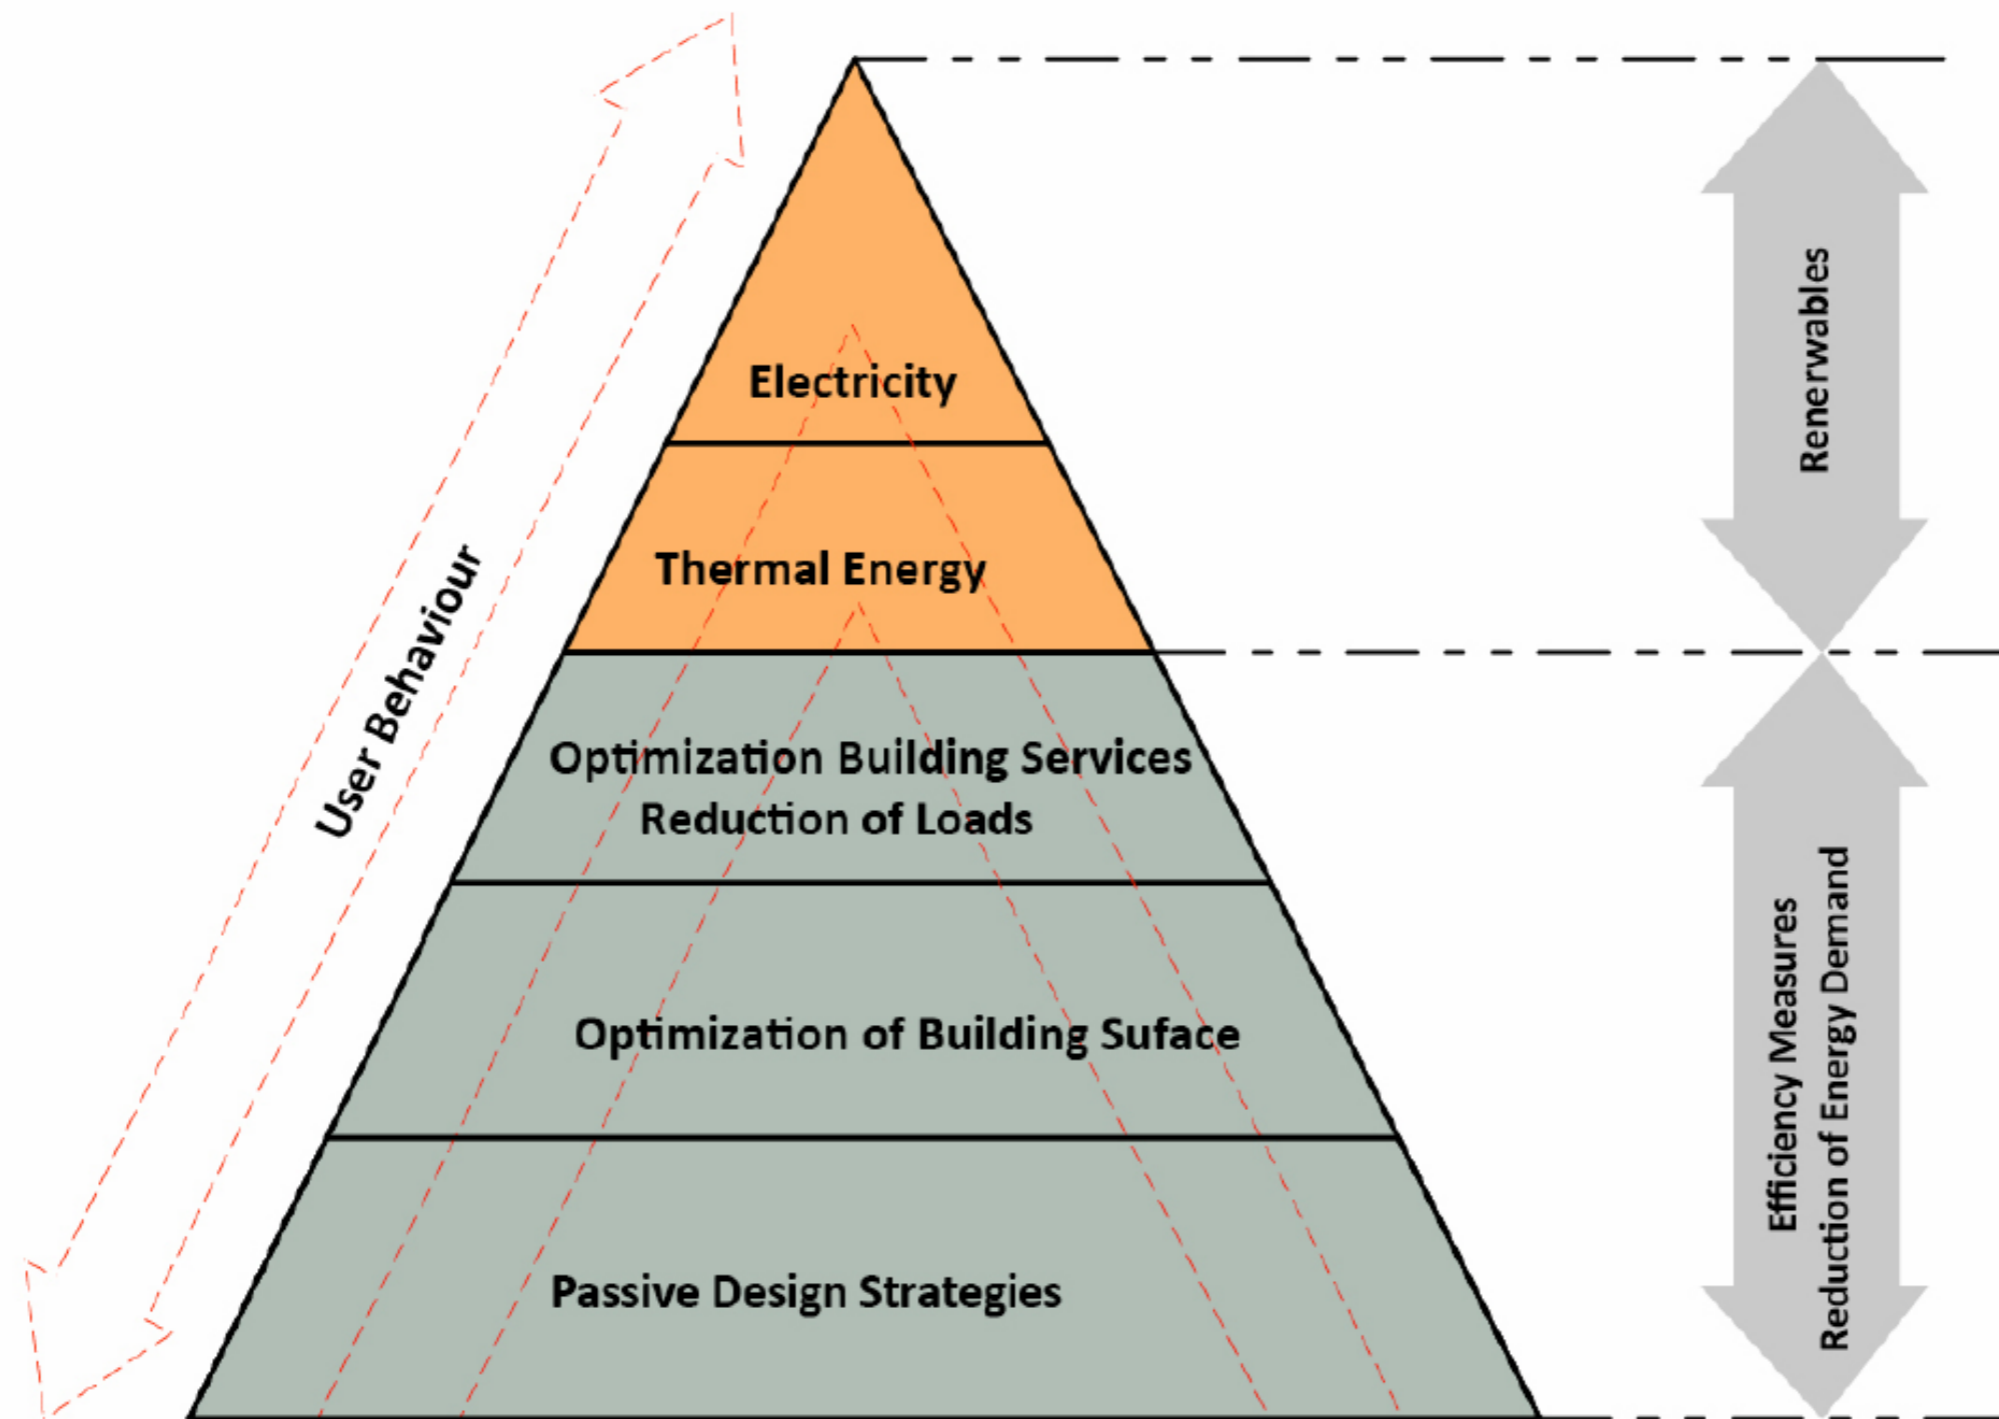 Electricity
Thermal Energy
Optimization Building Services
Reduction of Loads
Optimization of Building Suface
Passive Design Strategies
User Behaviour
Renerwables
Efficiency Measures
Reduction of Energy Demand